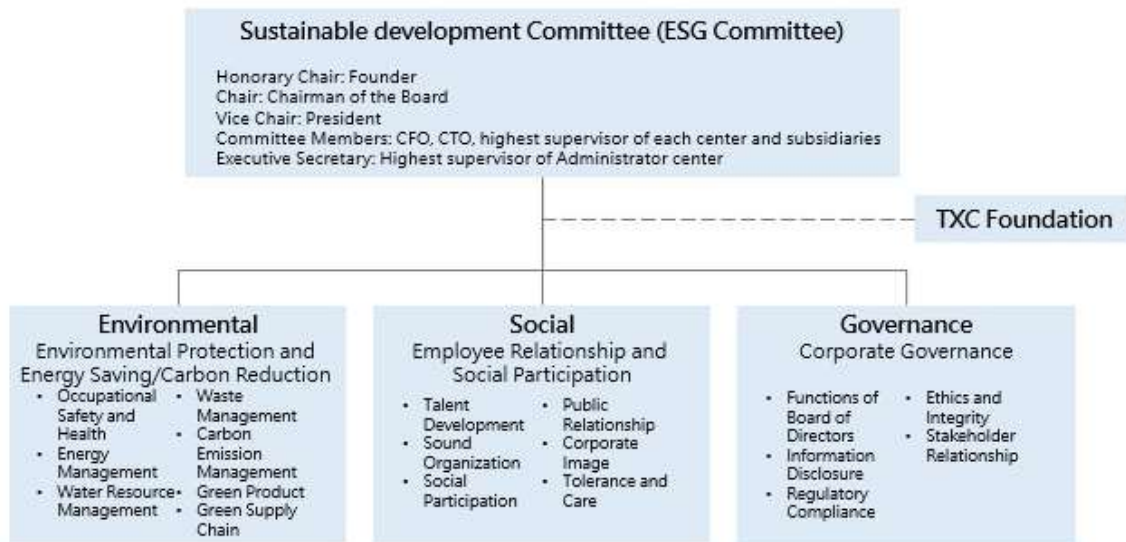 Sustainable development Committee (ESG Committee)
Honorary Chair: Founder
Chair: Chairman of the Board
Vice Chair: President
Committee Members: CFO, CTO, highest supervisor of each center and subsidiaries
Executive Secretary: Highest supervisor of Administrator center
TXC Foundation
Environmental
Environmental Protection and
Energy Saving/Carbon Reduction
• Occupational
Safety and
Health
• Energy
Management
• Water Resource
Management
• Waste
Management
• Carbon
Emission
Management
• Green Product
• Green Supply
Chain
Social
Employee Relationship and
Social Participation
• Talent
Development
• Sound
Organization
• Social
Participation
• Public
Relationship
• Corporate
Image
• Tolerance and
Care
Governance
Corporate Governance
• Functions of
Board of
Directors
• Information
Disclosure
• Regulatory
Compliance
• Ethics and
Integrity
• Stakeholder
Relationship